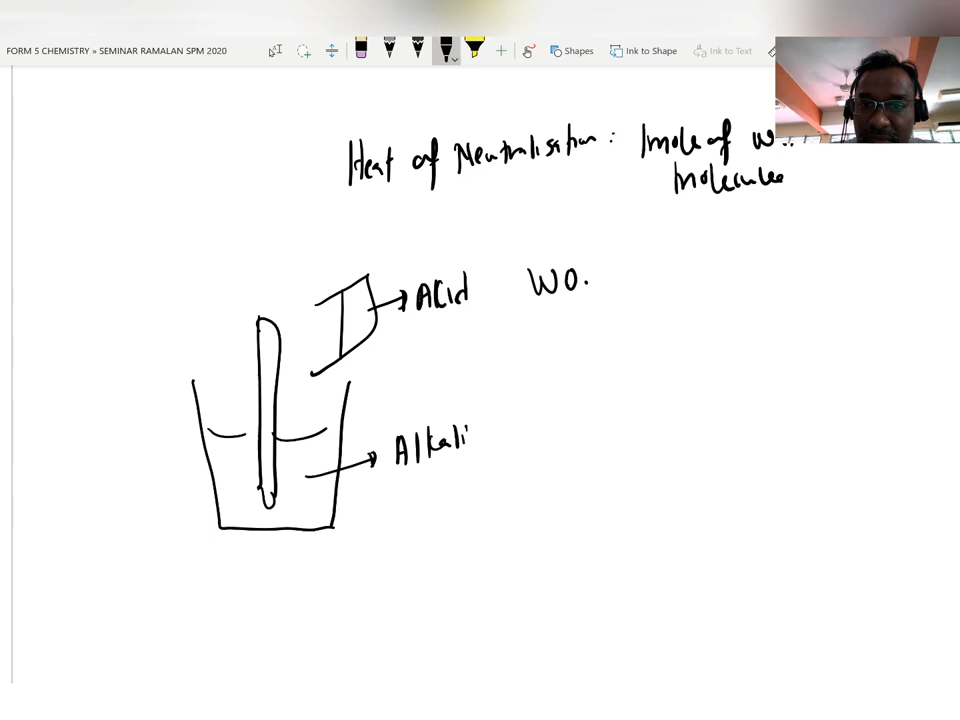 FORM 5 CHEMISTRY » SEMINAR RAMALAN SPM 2020
Shapes
Ink to Shape
Ink to Text
Heat of Neutralisation : 1mole of
molecules
Acid
WO.
Alkali